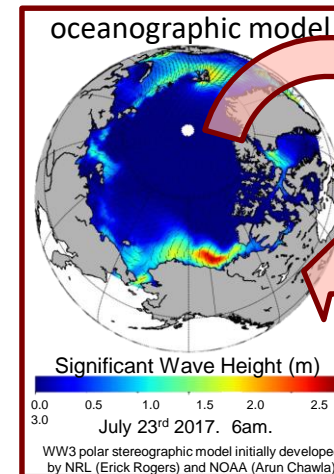 oceanographic model
Significant Wave Height (m)
0.0 0.5 1.0 1.5 2.0 2.5
3.0
July 23rd 2017. 6am.
WW3 polar stereographic model initially develope
by NRL (Erick Rogers) and NOAA (Arun Chawla)